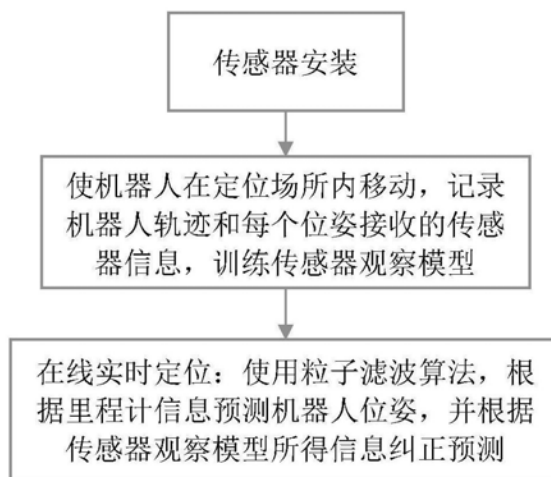 传感器安装
使机器人在定位场所内移动，记录
机器人轨迹和每个位姿接收的传感
器信息，训练传感器观察模型
在线实时定位：使用粒子滤波算法，根
据里程计信息预测机器人位姿，并根据
传感器观察模型所得信息纠正预测